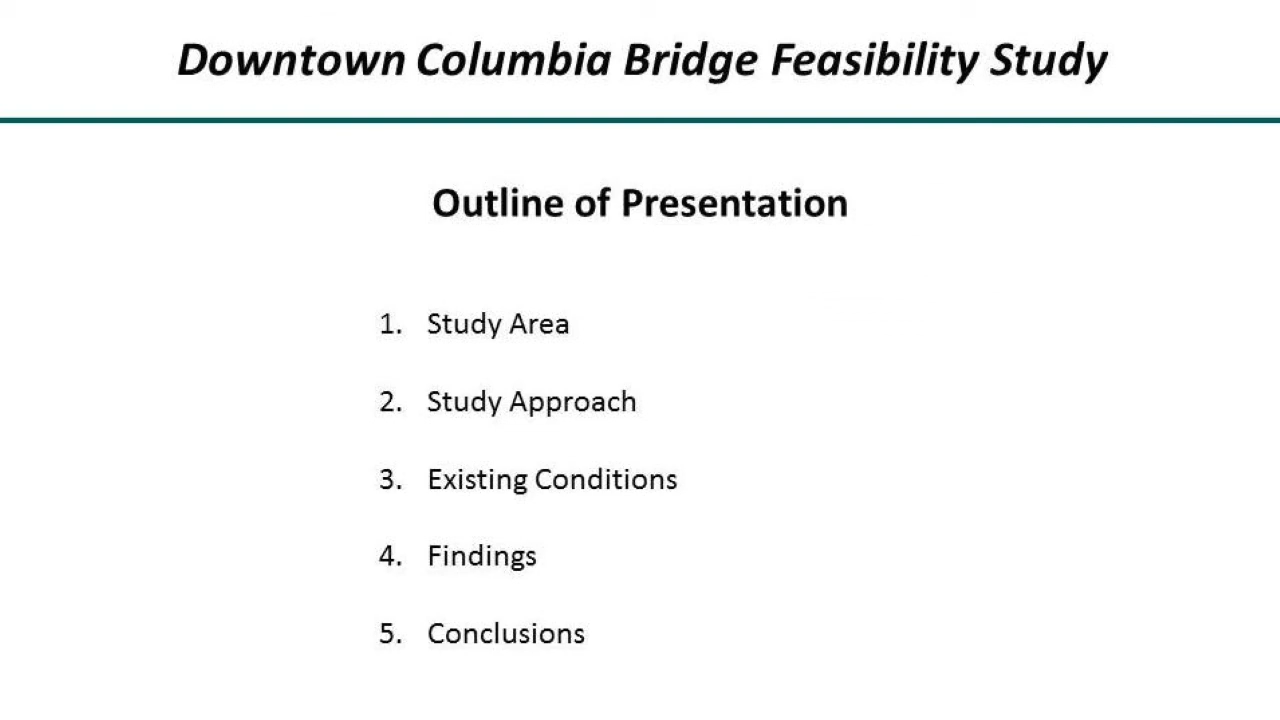 Downtown Columbia Bridge Feasibility Study
Outline of Presentation
1. Study Area
2. Study Approach
3. Existing Conditions
4. Findings
5. Conclusions